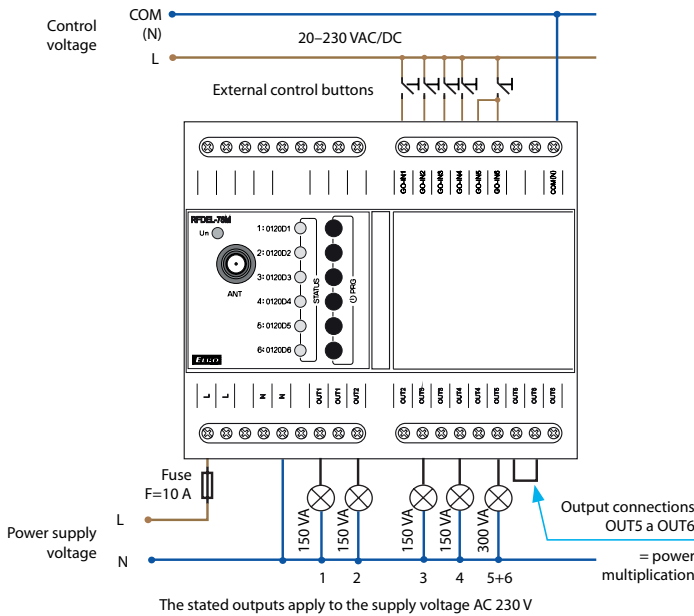 Control
voltage
COM
(N)
L
20–230 VAC/DC
External control buttons
GO-IN1 GO-IN2 GO-IN3 GO-IN4 GO-IN5 GO-IN6 COM(N)
RFDEL-76M
Un
ANT
1: 0120D1
2: 0120D2
3: 0120D3
4: 0120D4
5: 0120D5
6: 0120D6
STATUS
PRG
ELKO
L L N N OUT1 OUT1 OUT2
OUT2 OUT3 OUT3 OUT4 OUT4 OUT5 OUT5 OUT6 OUT6
Fuse
F=10 A
150 VA
150 VA
150 VA
150 VA
300 VA
Output connections
OUT5 a OUT6
= power
multiplication
L
Power supply
voltage
N
1 2 3 4 5+6
The stated outputs apply to the supply voltage AC 230 V